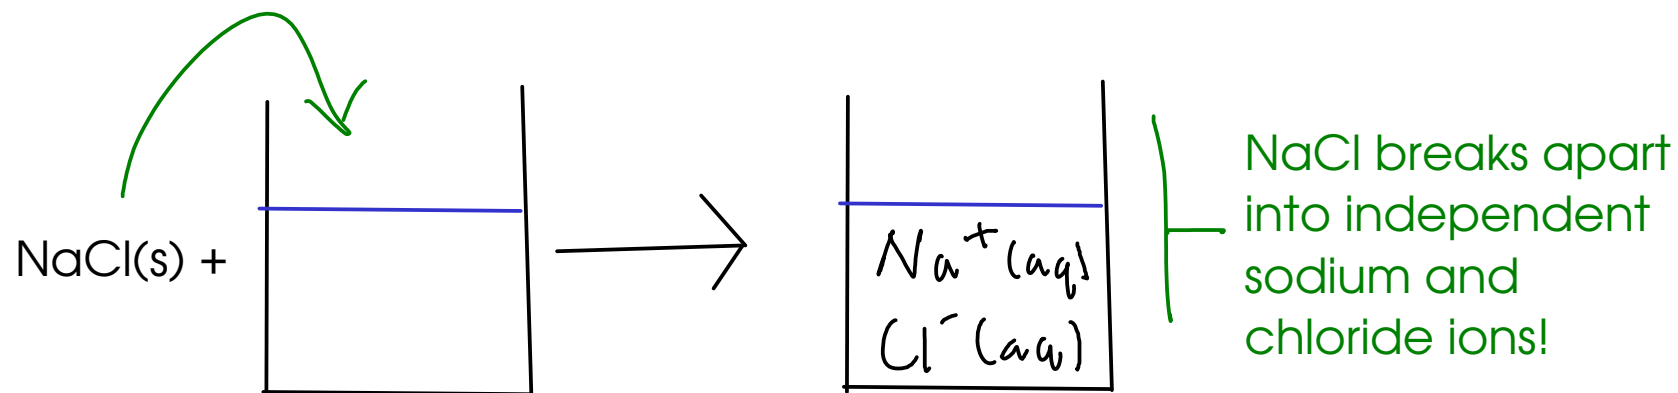 NaCl(s) +
Na⁺(aq)
Cl⁻(aq)
NaCl breaks apart
into independent
sodium and
chloride ions!